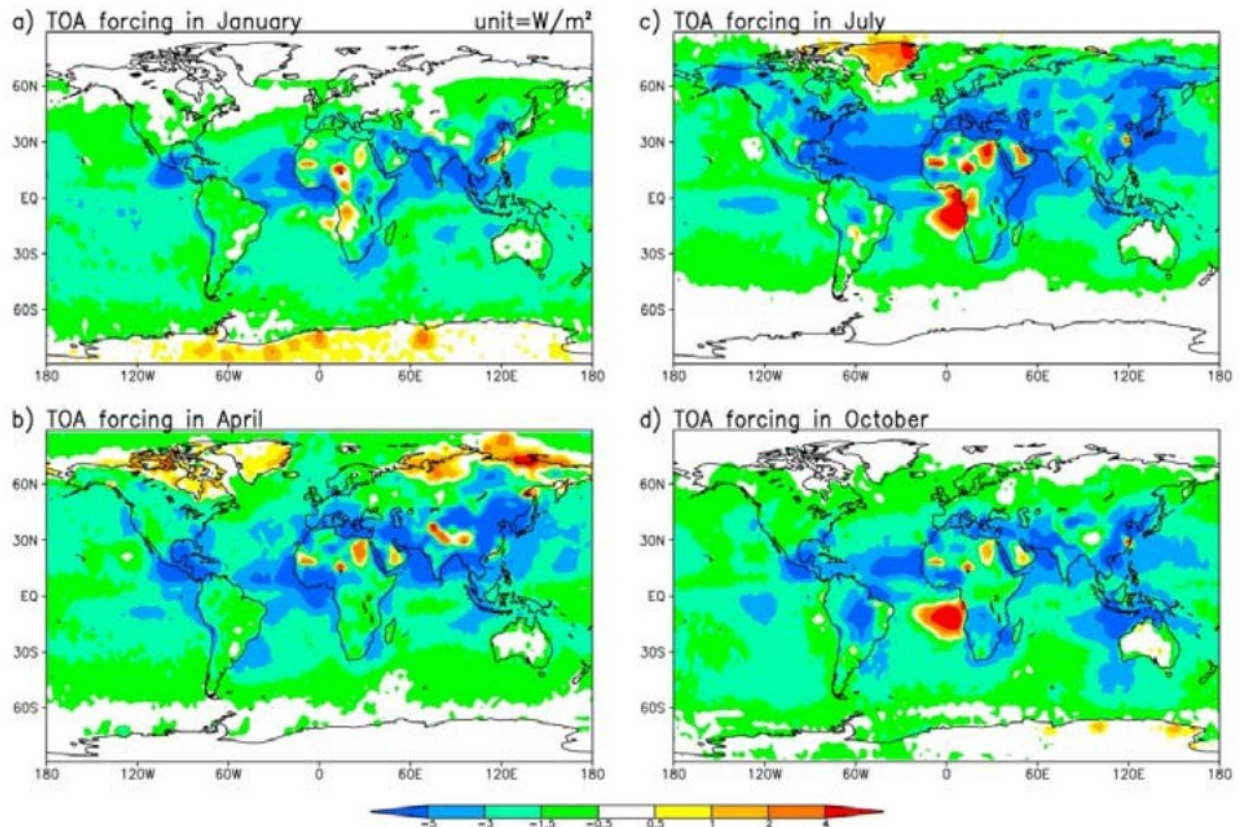 a) TOA forcing in January unit=W/m²
60N
30N
EQ
30S
60S
180 120W 60W 0 60E 120E 180
c) TOA forcing in July
60N
30N
EQ
30S
60S
180 120W 60W 0 60E 120E 180
b) TOA forcing in April
60N
30N
EQ
30S
60S
180 120W 60W 0 60E 120E 180
d) TOA forcing in October
60N
30N
EQ
30S
60S
180 120W 60W 0 60E 120E 180
-5 -3 -1.5 -0.5 0.5 1 2 4